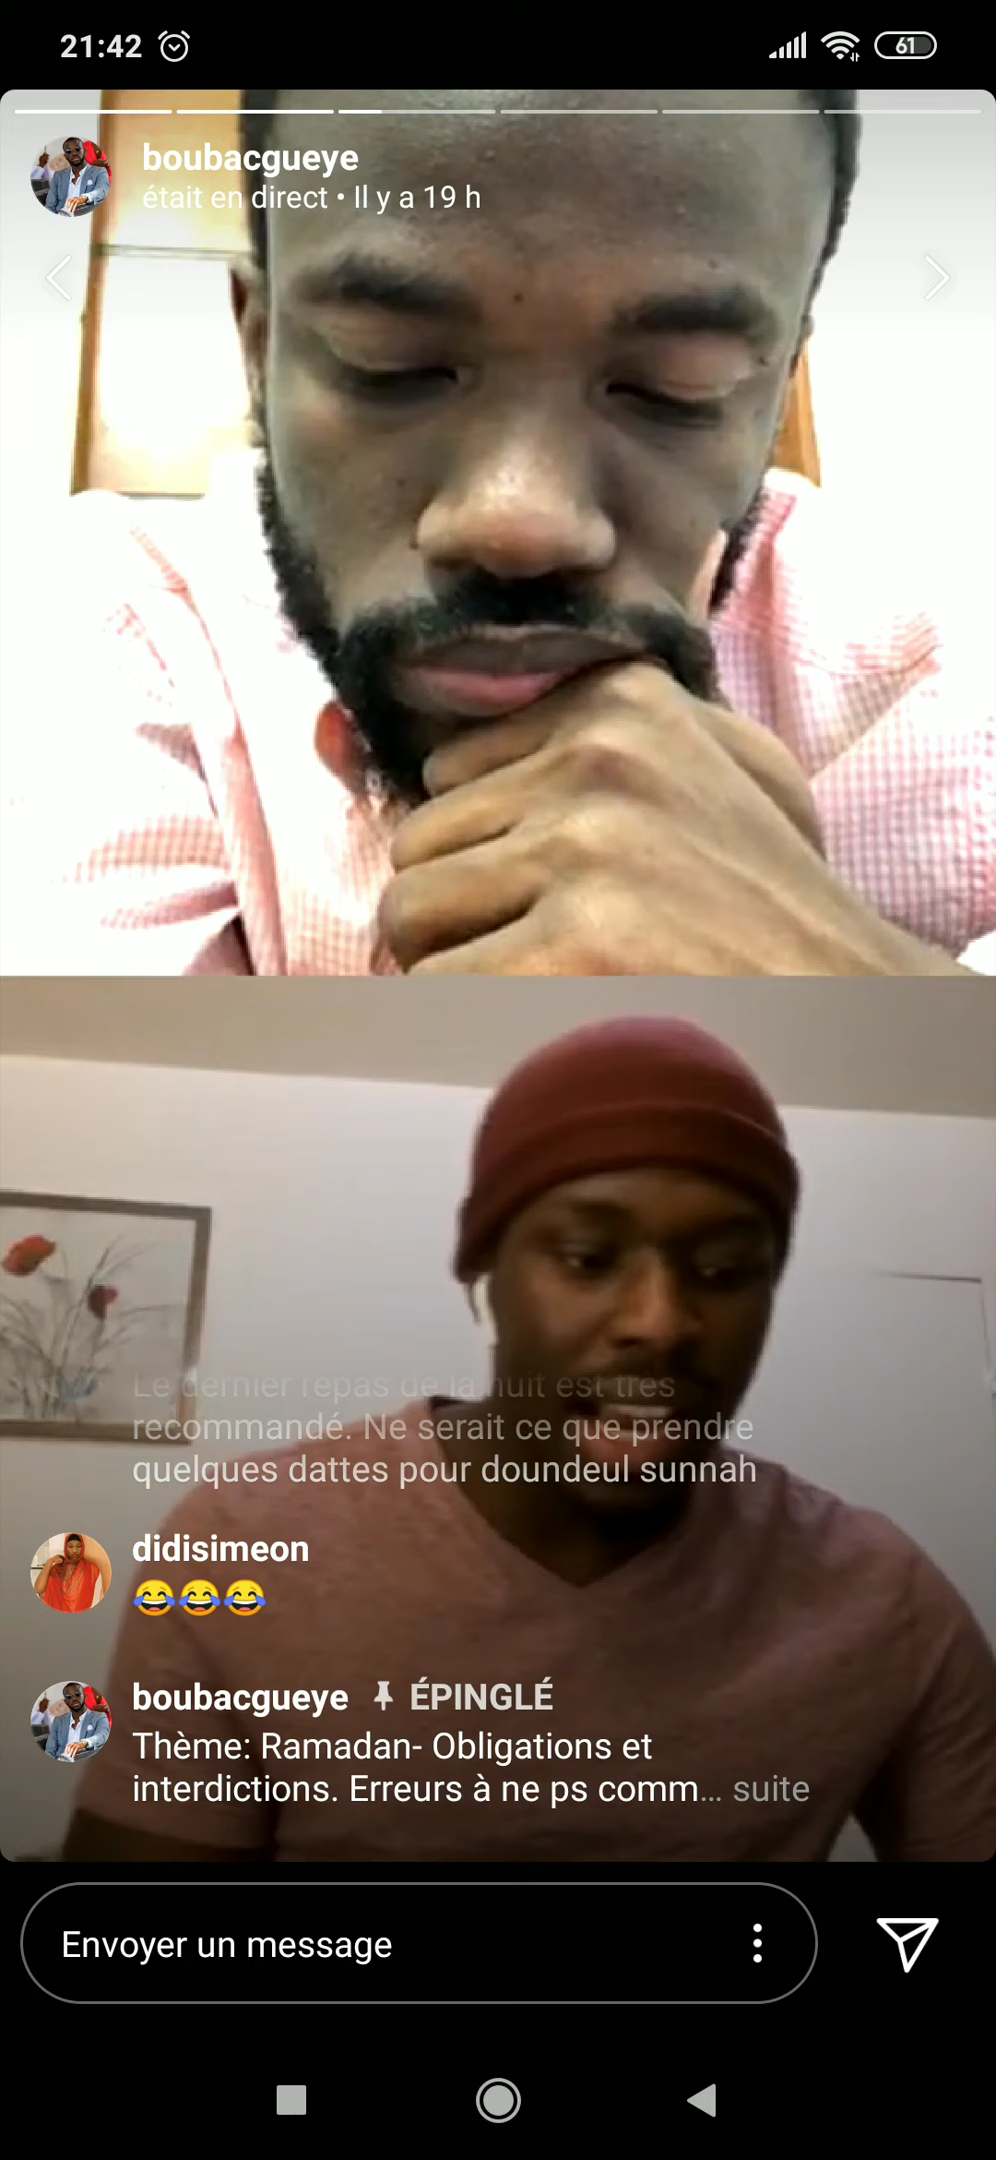 21:42
61
boubacgueye
était en direct • Il y a 19 h
Le dernier repas de la nuit est très
recommandé. Ne serait ce que prendre
quelques dattes pour doundeul sunnah
didisimeon
😂😂😂
boubacgueye ÉPINGLÉ
Thème: Ramadan- Obligations et
interdictions. Erreurs à ne ps comm... suite
Envoyer un message